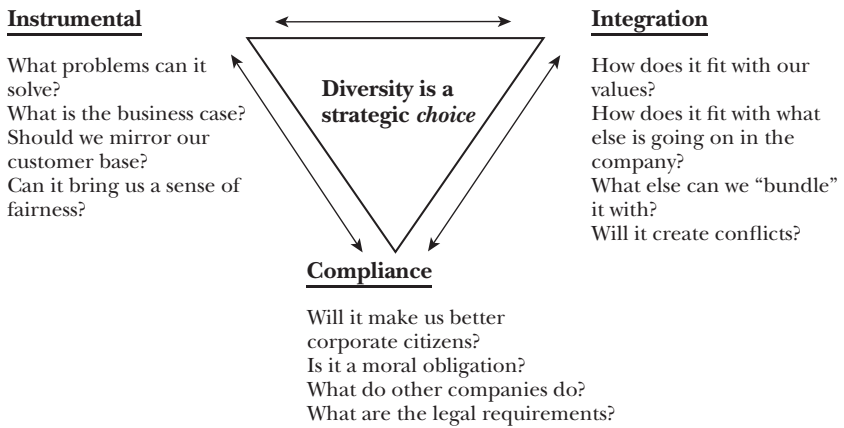 Instrumental
What problems can it
solve?
What is the business case?
Should we mirror our
customer base?
Can it bring us a sense of
fairness?
Diversity is a
strategic choice
Integration
How does it fit with our
values?
How does it fit with what
else is going on in the
company?
What else can we “bundle”
it with?
Will it create conflicts?
Compliance
Will it make us better
corporate citizens?
Is it a moral obligation?
What do other companies do?
What are the legal requirements?